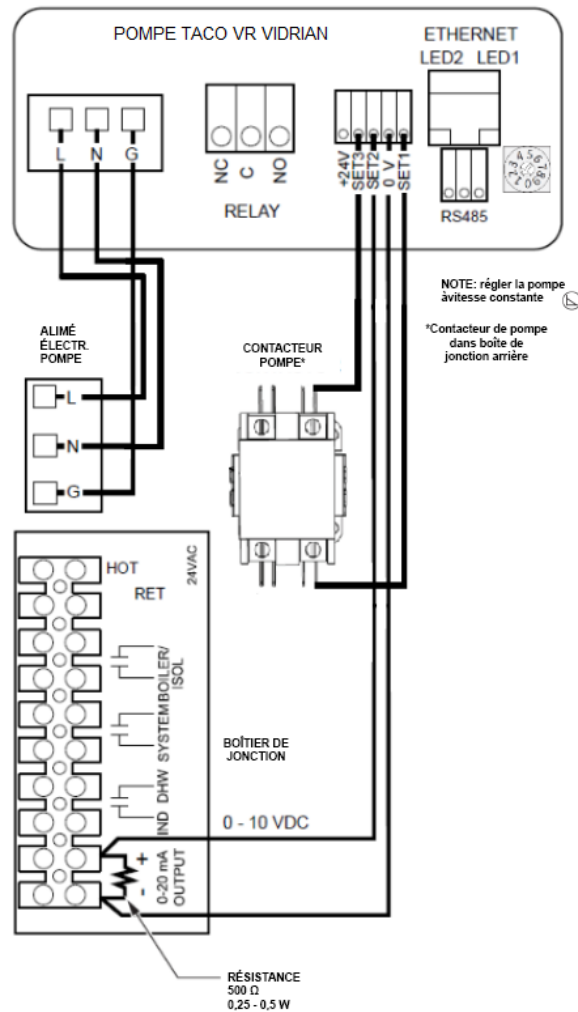 POMPE TACO VR VIDRIAN
ETHERNET
LED2 LED1
L N G
NC
C
NO
RELAY
+24V
SET3
SET2
0 V
SET1
RS485
NOTE: régler la pompe
àvitesse constante
*Contacteur de pompe
dans boîte de
jonction arrière
ALIMÉ
ÉLECTR.
POMPE
L
N
G
CONTACTEUR
POMPE*
HOT
RET
24VAC
BOILER/
ISOL
SYSTEM
DHW
IND
0-20 mA
OUTPUT
+
-
BOÎTIER DE
JONCTION
0 - 10 VDC
RÉSISTANCE
500 Ω
0,25 - 0,5 W